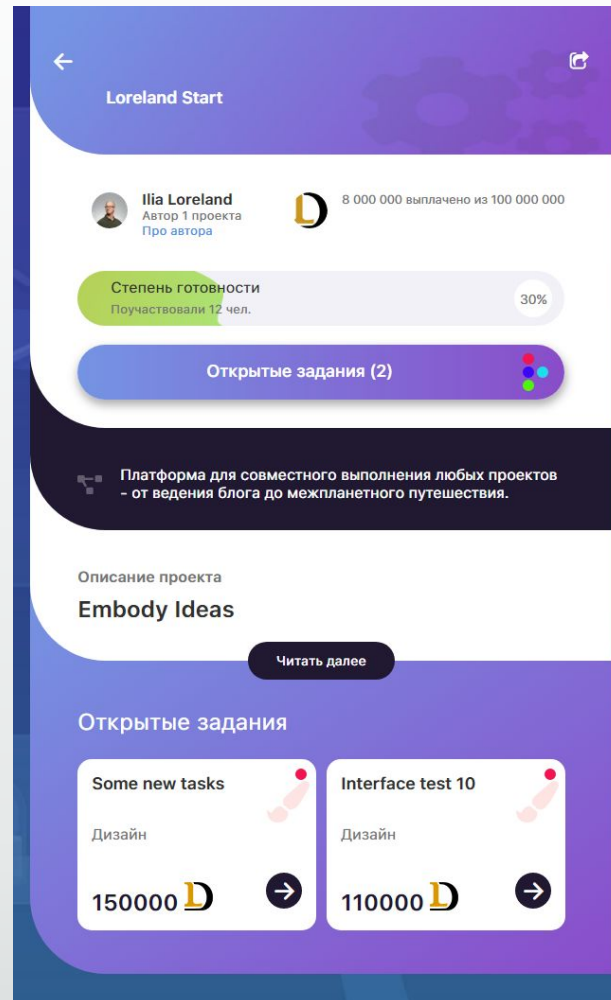 Loreland Start
Ilia Loreland
Автор 1 проекта
Про автора
8 000 000 выплачено из 100 000 000
Степень готовности
Поучаствовали 12 чел.
30%
Открытые задания (2)
Платформа для совместного выполнения любых проектов
- от ведения блога до межпланетного путешествия.
Описание проекта
Embody Ideas
Читать далее
Открытые задания
Some new tasks
Дизайн
150000
Interface test 10
Дизайн
110000